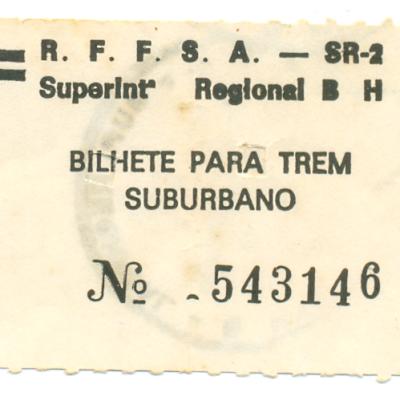 R. F. F. S. A. — SR-2
Superintª Regional B H
BILHETE PARA TREM
SUBURBANO
Nº 543146